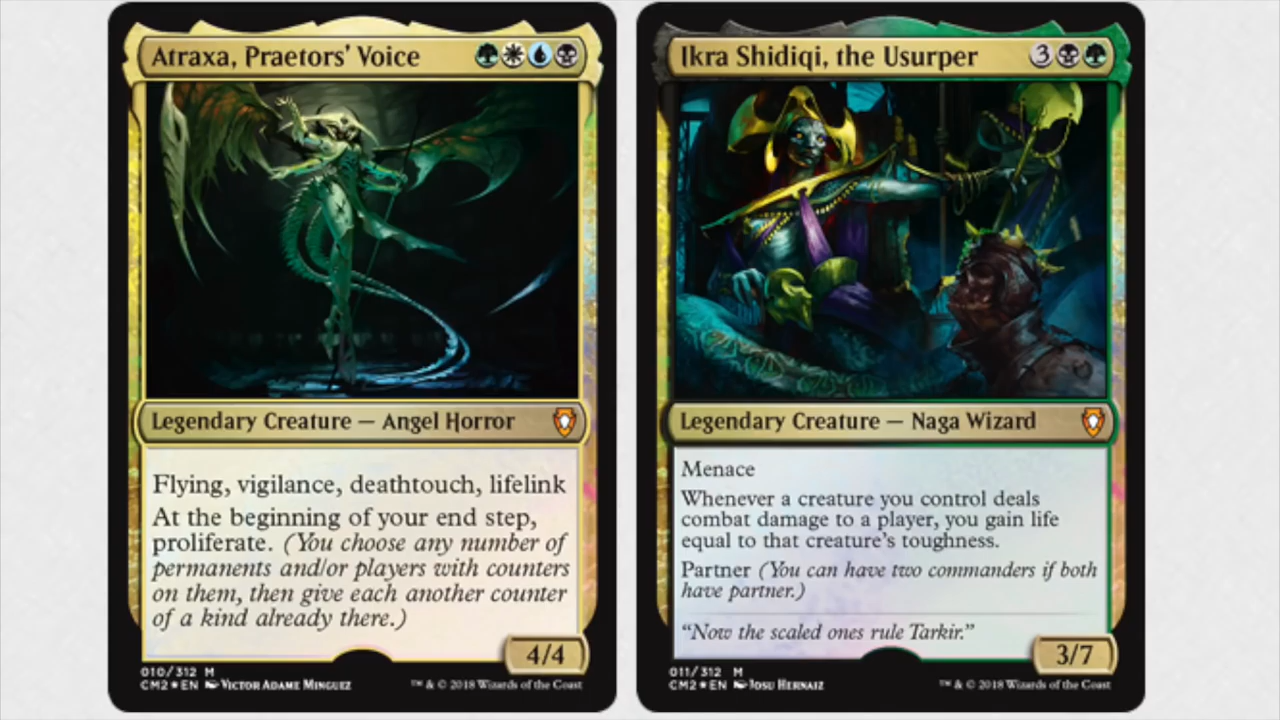 Atraxa, Praetors' Voice
Legendary Creature — Angel Horror
Flying, vigilance, deathtouch, lifelink
At the beginning of your end step,
proliferate. (You choose any number of
permanents and/or players with counters
on them, then give each another counter
of a kind already there.)
4/4
010/312 M
CM2 ★ EN Victor Adame Minguez
™ & © 2018 Wizards of the Coast
Ikra Shidiqi, the Usurper
3
Legendary Creature — Naga Wizard
Menace
Whenever a creature you control deals
combat damage to a player, you gain life
equal to that creature's toughness.
Partner (You can have two commanders if both
have partner.)
"Now the scaled ones rule Tarkir."
3/7
011/312 M
CM2 ★ EN Iosu Hernaiz
™ & © 2018 Wizards of the Coast